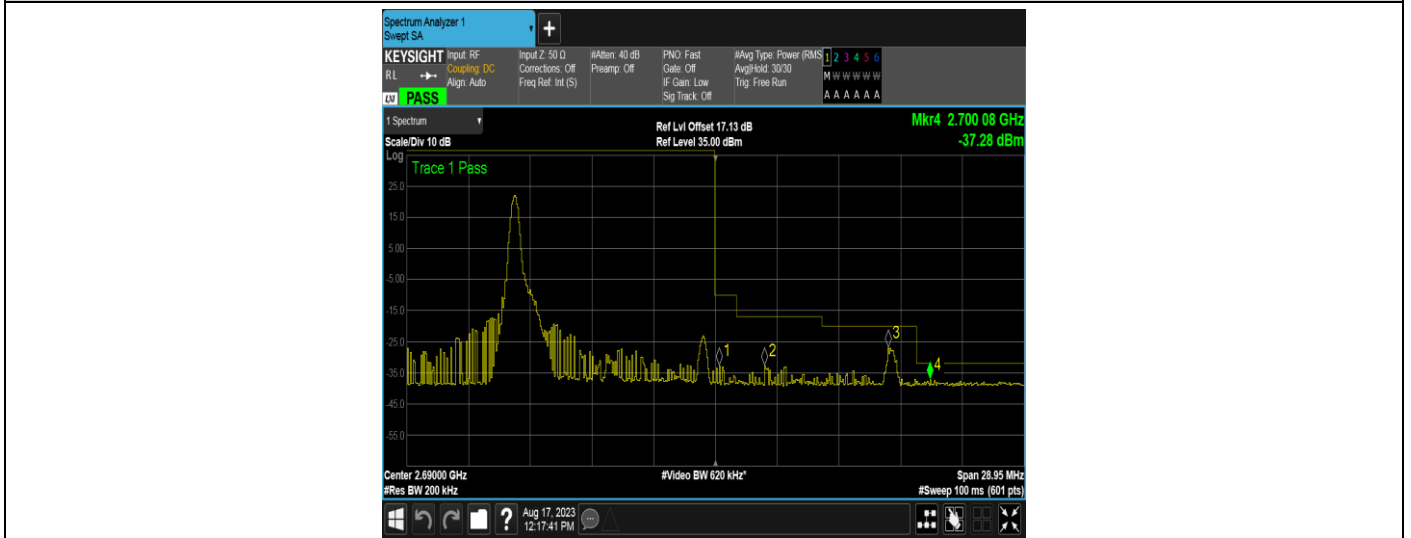 Spectrum Analyzer 1
Swept SA
+
KEYSIGHT
RL
PASS
Input: RF
Coupling: DC
Align: Auto
Input Z: 50 Ω
Corrections: Off
Freq Ref: Int (S)
#Atten: 40 dB
Preamp: Off
PNO: Fast
Gate: Off
IF Gain: Low
Sig Track: Off
#Avg Type: Power (RMS
Avg|Hold: 30/30
Trig: Free Run
1 2 3 4 5 6
M W W W W W
A A A A A A
1 Spectrum
Scale/Div 10 dB
Ref Lvl Offset 17.13 dB
Ref Level 35.00 dBm
Mkr4 2.700 08 GHz
-37.28 dBm
Log
Trace 1 Pass
25.0
15.0
5.00
-5.00
-15.0
-25.0
-35.0
-45.0
-55.0
1
2
3
4
Center 2.69000 GHz
#Res BW 200 kHz
#Video BW 620 kHz*
Span 28.95 MHz
#Sweep 100 ms (601 pts)
?
Aug 17, 2023
12:17:41 PM